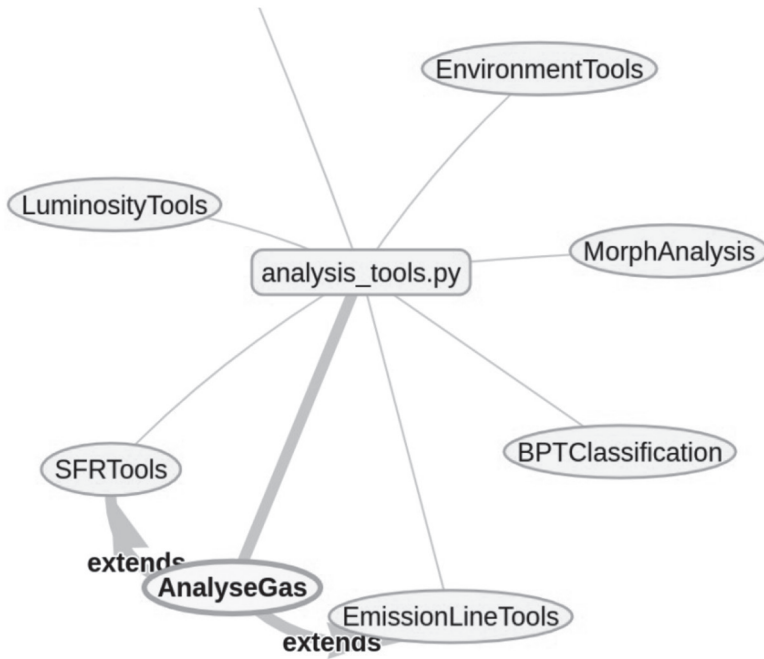 EnvironmentTools
LuminosityTools
MorphAnalysis
analysis_tools.py
BPTClassification
SFRTools
extends
AnalyseGas
EmissionLineTools
extends